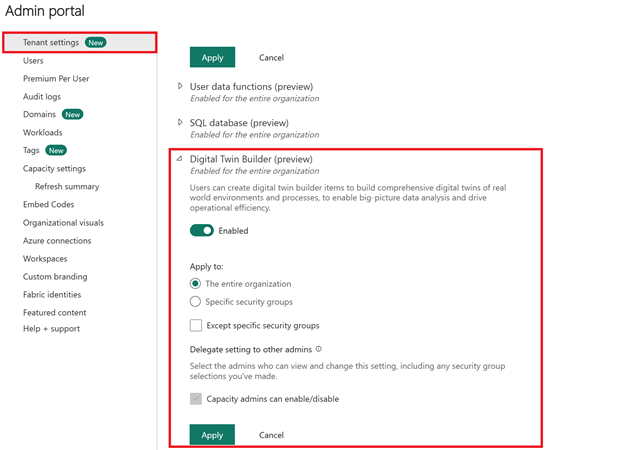 Admin portal
Tenant settings New
Users
Premium Per User
Audit logs
Domains New
Workloads
Tags New
Capacity settings
Refresh summary
Embed Codes
Organizational visuals
Azure connections
Workspaces
Custom branding
Fabric identities
Featured content
Help + support
Apply Cancel
User data functions (preview)
Enabled for the entire organization
SQL database (preview)
Enabled for the entire organization
Digital Twin Builder (preview)
Enabled for the entire organization
Users can create digital twin builder items to build comprehensive digital twins of real
world environments and processes, to enable big-picture data analysis and drive
operational efficiency.
Enabled
Apply to:
The entire organization
Specific security groups
Except specific security groups
Delegate setting to other admins
Select the admins who can view and change this setting, including any security group
selections you've made.
Capacity admins can enable/disable
Apply Cancel